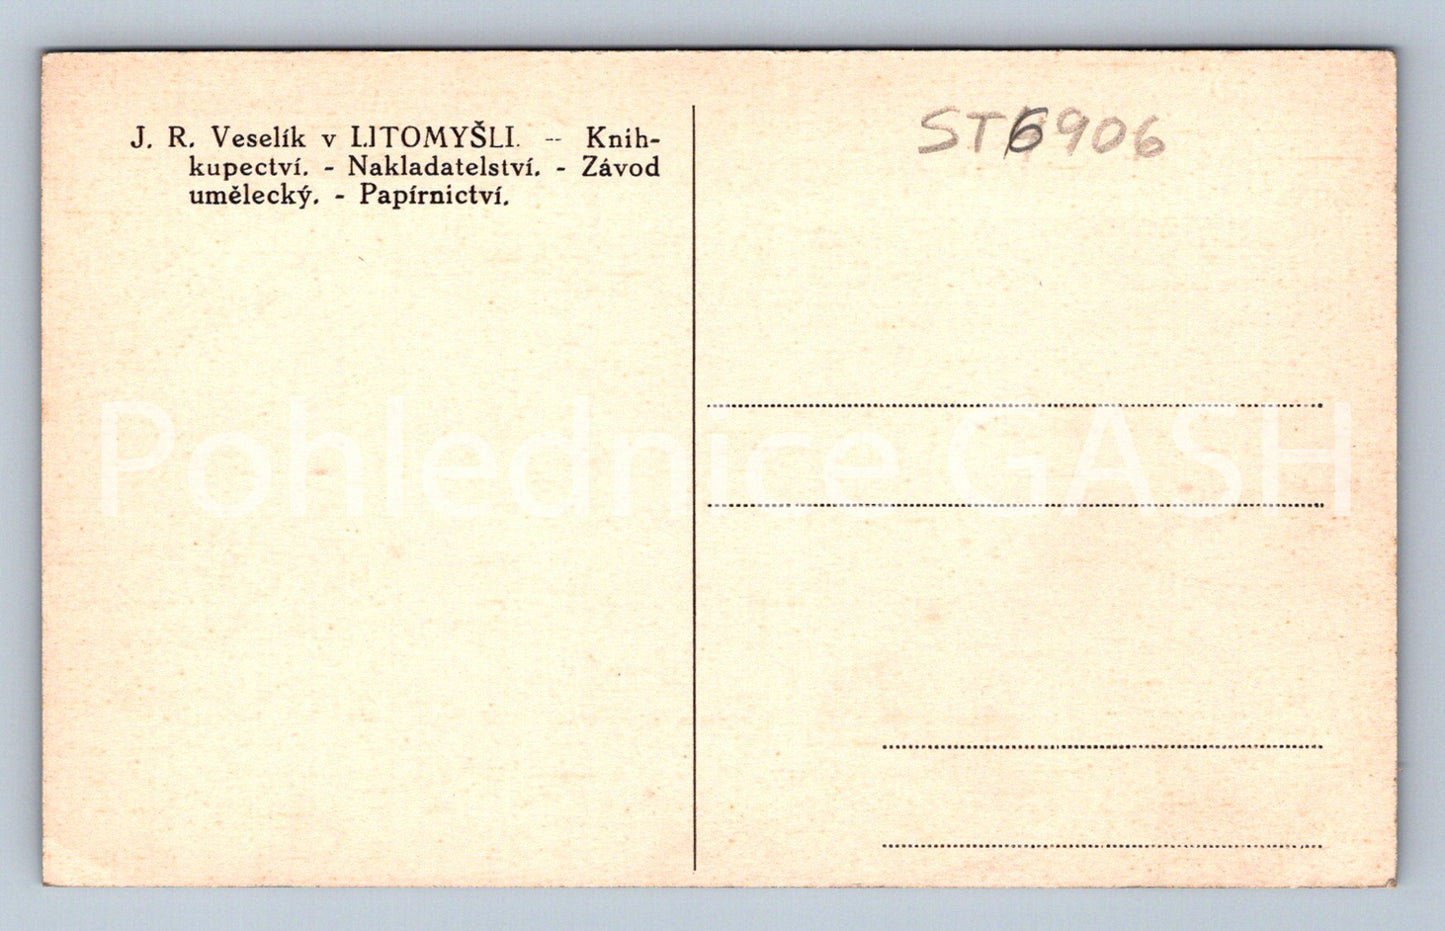 J. R. Veselík v LITOMYŠLI. -- Knih-
kupectví. - Nakladatelství. - Závod
umělecký. - Papírnictví.
ST6906
Pohlednice GASH